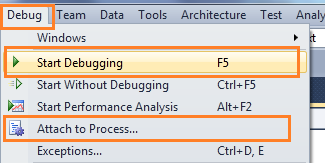 Debug Team Data Tools Architecture Test
Windows
Start Debugging F5
Start Without Debugging Ctrl+F5
Start Performance Analysis Alt+F2
Attach to Process...
Exceptions... Ctrl+D, E